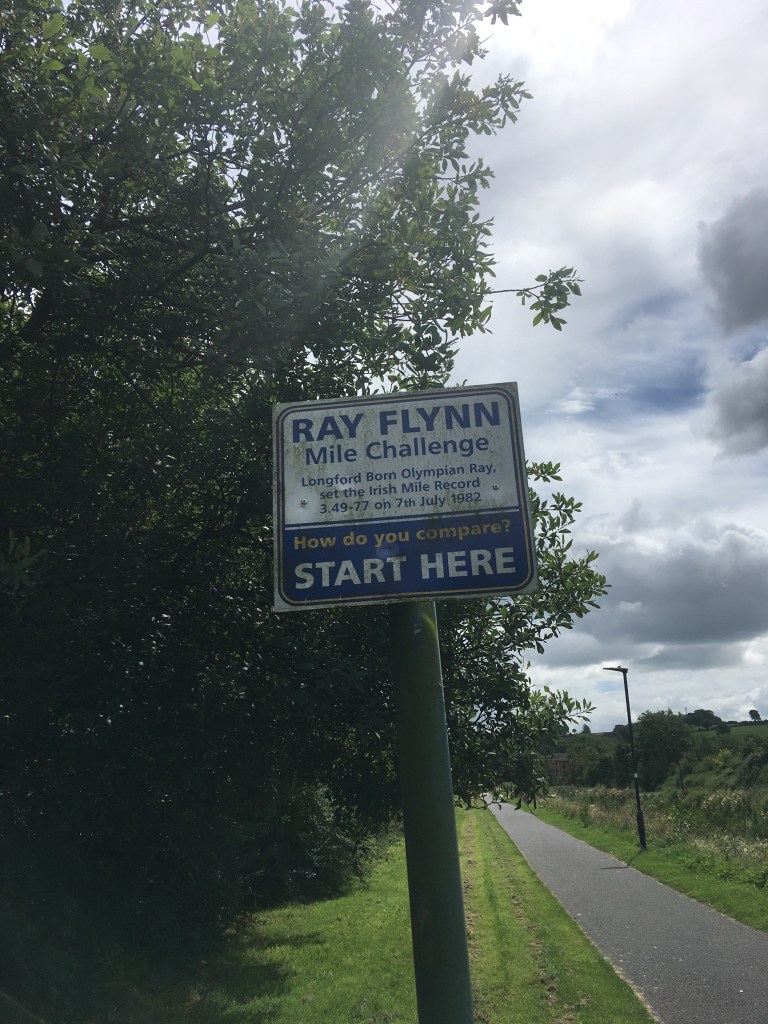 RAY FLYNN
Mile Challenge
Longford Born Olympian Ray,
set the Irish Mile Record
3.49-77 on 7th July 1982
How do you compare?
START HERE